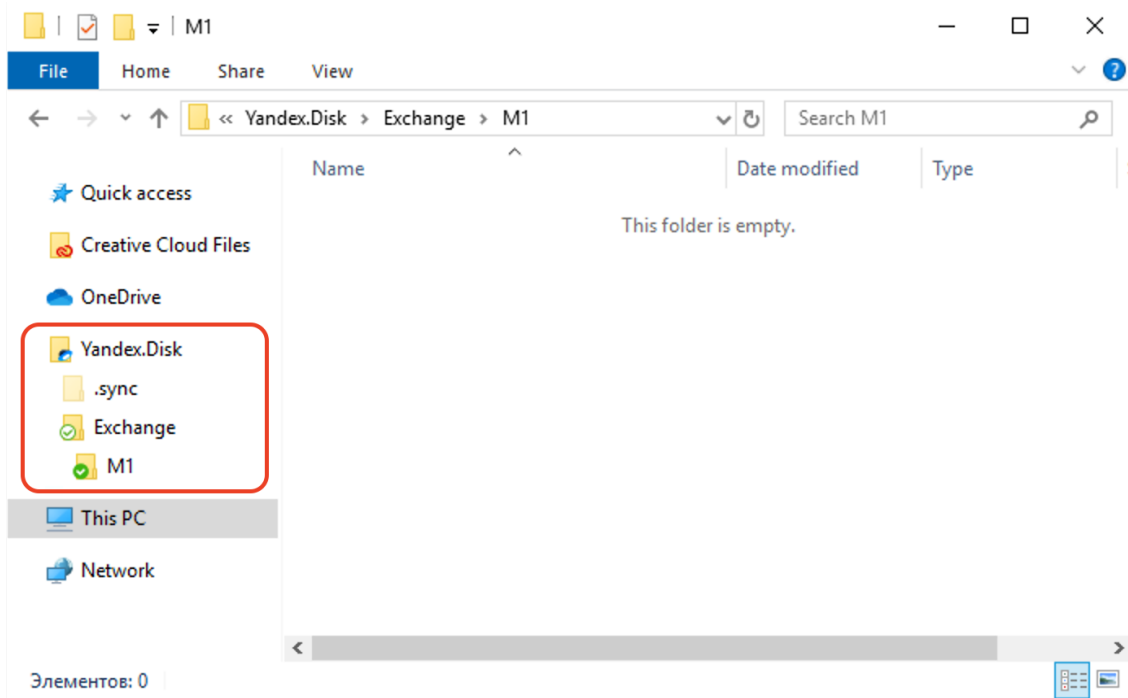 M1
File Home Share View
« Yandex.Disk › Exchange › M1 Search M1
Name Date modified Type
This folder is empty.
Quick access
Creative Cloud Files
OneDrive
Yandex.Disk
.sync
Exchange
M1
This PC
Network
Элементов: 0